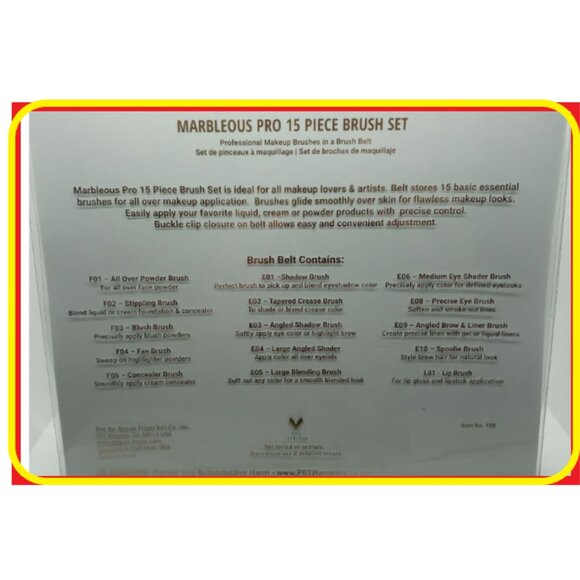 MARBLEOUS PRO 15 PIECE BRUSH SET
Professional Makeup Brushes in a Brush Belt
Set de pinceaux à maquillage | Set de brochas de maquillaje
Marbleous Pro 15 Piece Brush Set is ideal for all makeup lovers & artists. Belt stores 15 basic essential
brushes for all over makeup application. Brushes glide smoothly over skin for flawless makeup looks.
Easily apply your favorite liquid, cream or powder products with precise control.
Buckle clip closure on belt allows easy and convenient adjustment.
Brush Belt Contains:
F01 – All Over Powder Brush
For all over face powder
F02 – Stippling Brush
Blend liquid or cream foundation & concealer
F03 – Blush Brush
Precisely apply blush powders
F04 – Fan Brush
Sweep on highlighter powders
F05 – Concealer Brush
Smoothly apply cream concealer
E01 –Shadow Brush
Perfect brush to pick up and blend eyeshadow color
E02 – Tapered Crease Brush
To shade or blend crease color
E03 – Angled Shadow Brush
Softly apply eye color or highlight brow
E04 – Large Angled Shader
Apply color all over eyelids
E05 – Large Blending Brush
Buff out any color for a smooth blended look
E06 – Medium Eye Shader Brush
Precisely apply color for defined eyelooks
E08 – Precise Eye Brush
Soften and smoke out lines
E09 – Angled Brow & Liner Brush
Create precise lines with gel or liquid liners
E10 – Spoolie Brush
Style brow hair for natural look
L01 - Lip Brush
For lip gloss and lipstick application
Dist By: Beauty Treats Int'l Co., Inc.
CA USA
Not tested on animals.
Item No. 188
Cancer and Reproductive Harm - www.P65Warnings.ca.gov